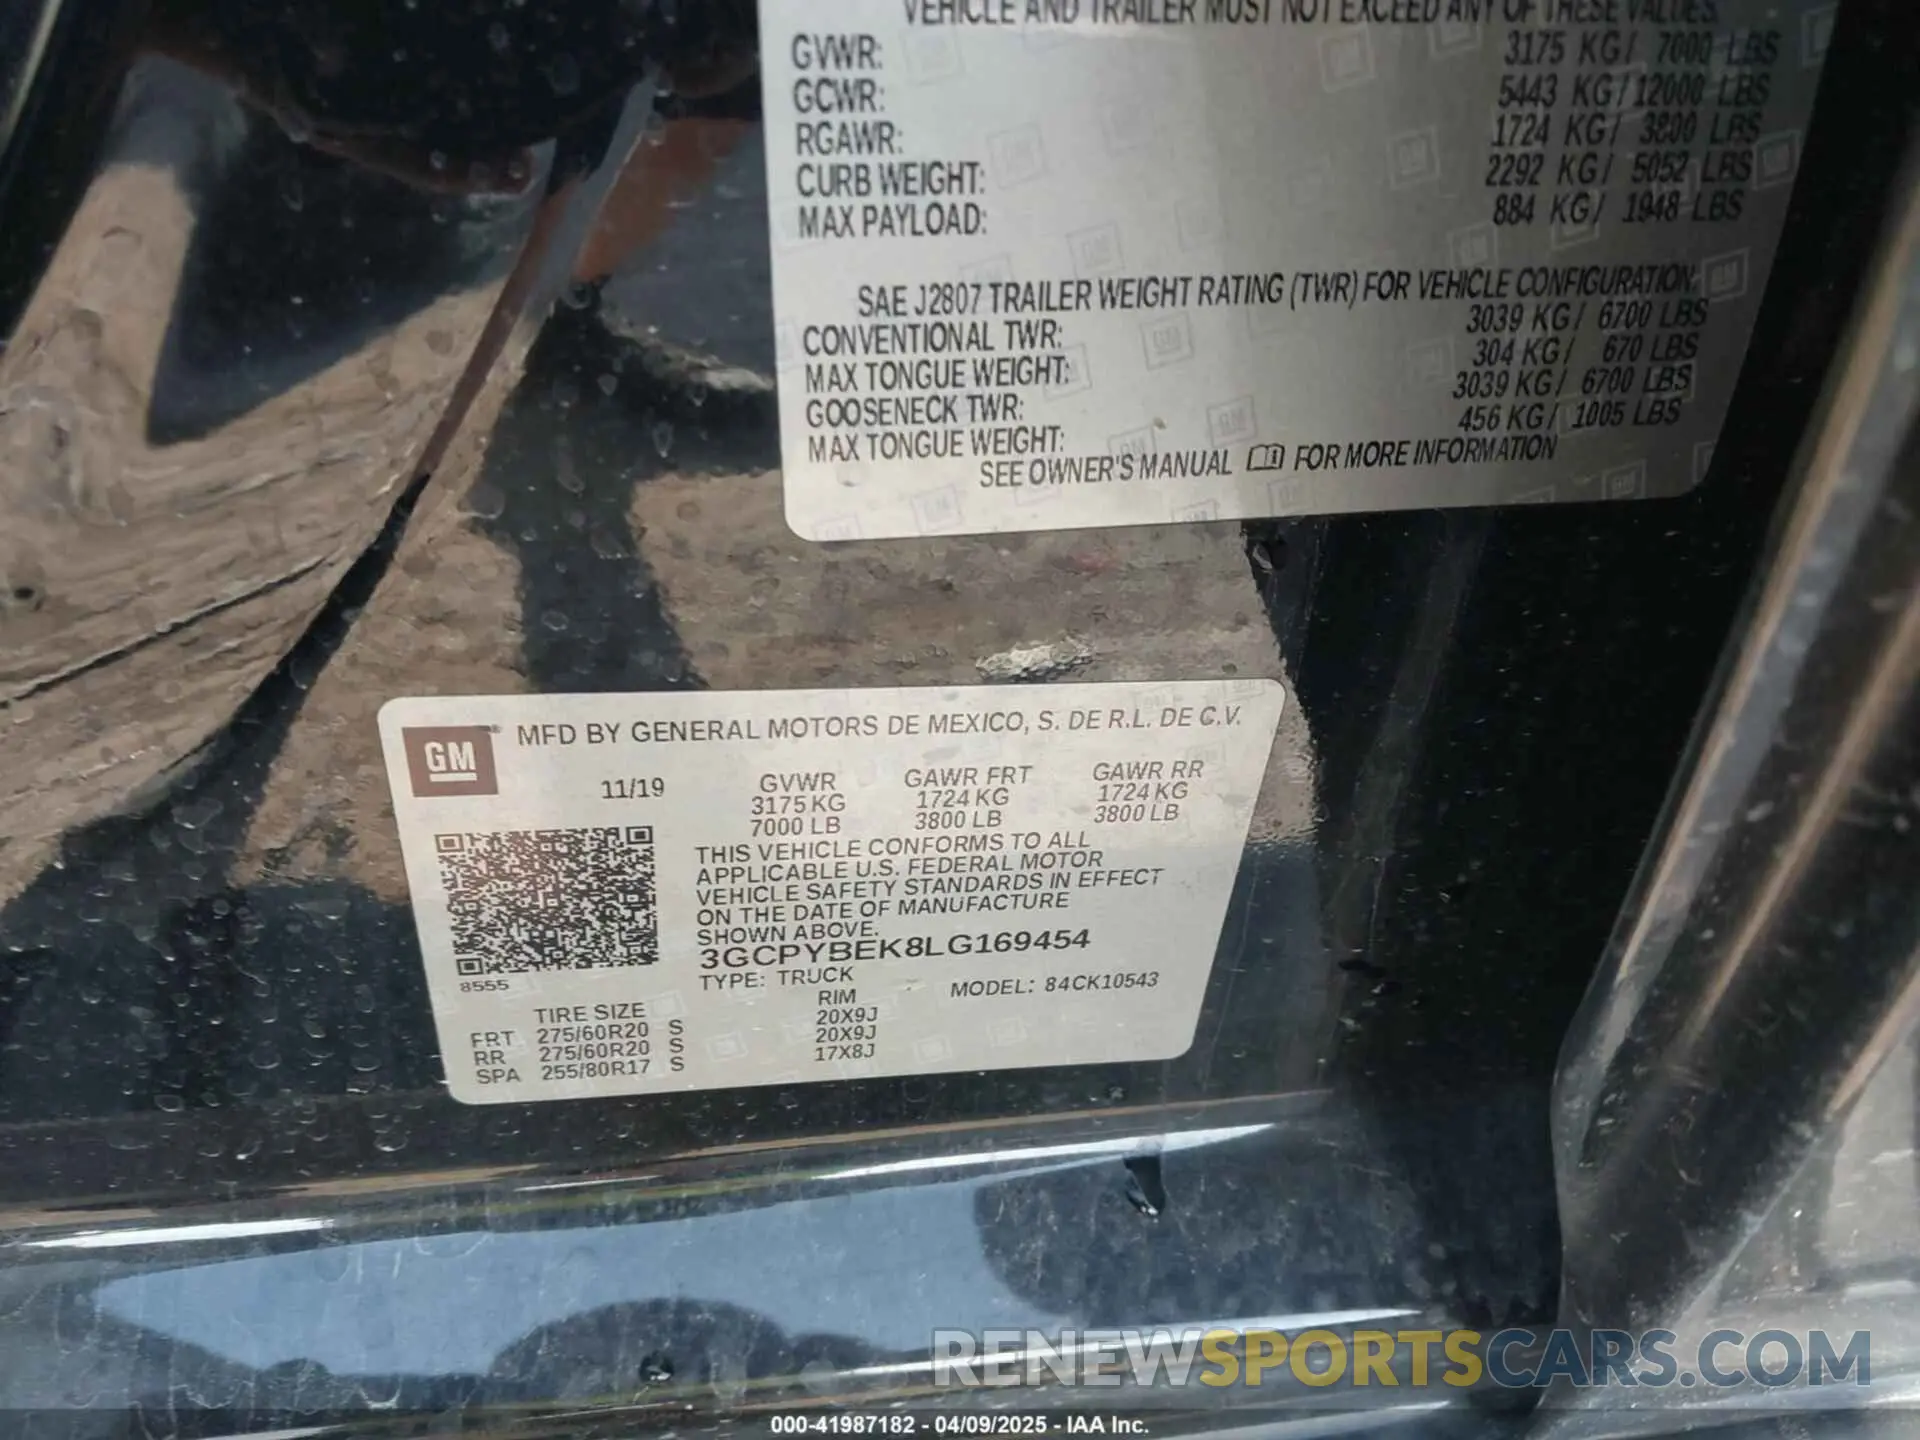 VEHICLE AND TRAILER MUST NOT EXCEED ANY OF THESE VALUES.
GVWR: 3175 KG/ 7000 LBS
GCWR: 5443 KG/12000 LBS
RGAWR: 1724 KG/ 3800 LBS
CURB WEIGHT: 2292 KG/ 5052 LBS
MAX PAYLOAD: 884 KG/ 1948 LBS
SAE J2807 TRAILER WEIGHT RATING (TWR) FOR VEHICLE CONFIGURATION:
CONVENTIONAL TWR: 3039 KG/ 6700 LBS
MAX TONGUE WEIGHT: 304 KG/ 670 LBS
GOOSENECK TWR: 3039 KG/ 6700 LBS
MAX TONGUE WEIGHT: 456 KG/ 1005 LBS
SEE OWNER'S MANUAL FOR MORE INFORMATION
GM® MFD BY GENERAL MOTORS DE MEXICO, S. DE R.L. DE C.V.
11/19 GVWR GAWR FRT GAWR RR
3175 KG 1724 KG 1724 KG
7000 LB 3800 LB 3800 LB
THIS VEHICLE CONFORMS TO ALL
APPLICABLE U.S. FEDERAL MOTOR
VEHICLE SAFETY STANDARDS IN EFFECT
ON THE DATE OF MANUFACTURE
SHOWN ABOVE.
3GCPYBEK8LG169454
8555 TYPE: TRUCK MODEL: 84CK10543
TIRE SIZE RIM
FRT 275/60R20 S 20X9J
RR 275/60R20 S 20X9J
SPA 255/80R17 S 17X8J
RENEWSPORTSCARS.COM
000-41987182 - 04/09/2025 - IAA Inc.